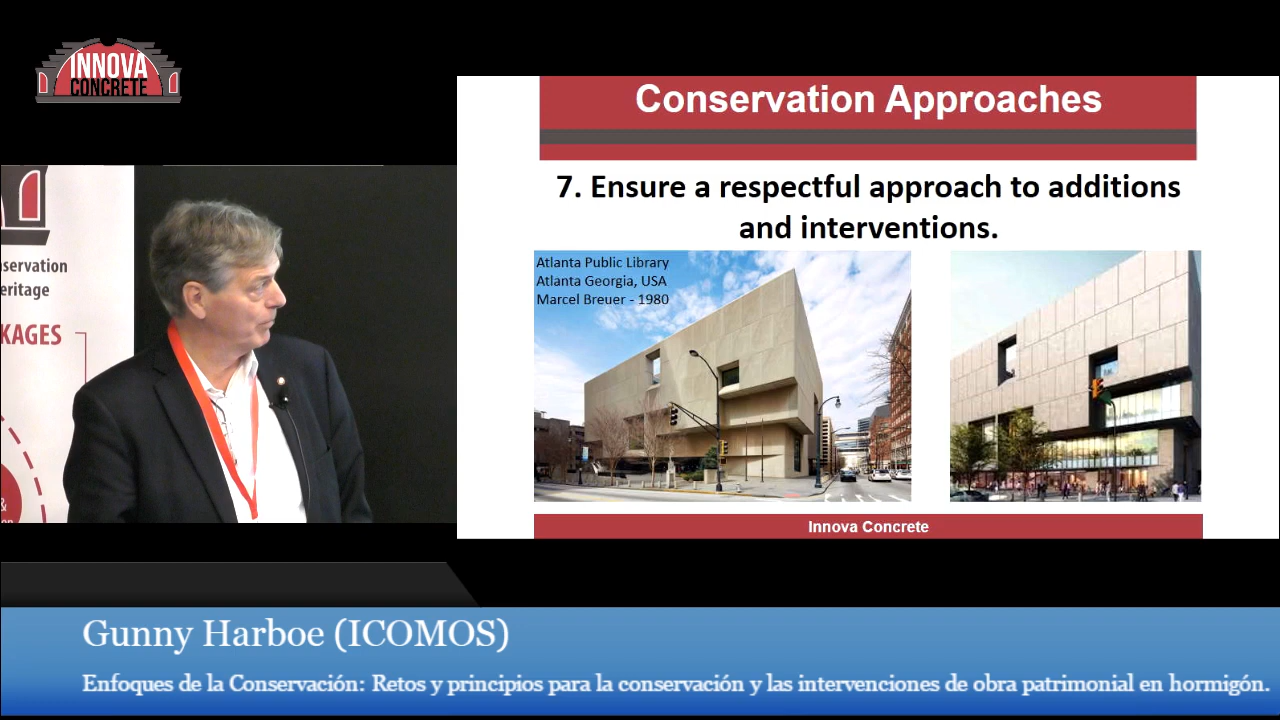 INNOVA
CONCRETE
servation
eritage
KAGES
&
Conservation Approaches
7. Ensure a respectful approach to additions
and interventions.
Atlanta Public Library
Atlanta Georgia, USA
Marcel Breuer - 1980
Innova Concrete
Gunny Harboe (ICOMOS)
Enfoques de la Conservación: Retos y principios para la conservación y las intervenciones de obra patrimonial en hormigón.